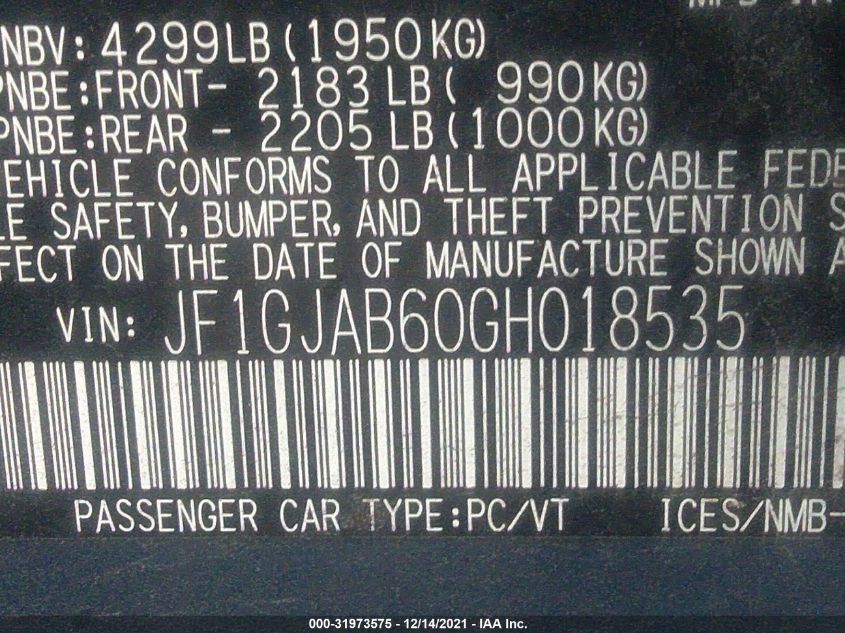 NBV: 4299LB (1950KG)
PNBE:FRONT- 2183 LB ( 990KG)
PNBE:REAR - 2205 LB (1000KG)
EHICLE CONFORMS TO ALL APPLICABLE FEDE
LE SAFETY, BUMPER, AND THEFT PREVENTION S
FECT ON THE DATE OF MANUFACTURE SHOWN A
VIN: JF1GJAB60GH018535
PASSENGER CAR TYPE:PC/VT ICES/NMB-
000-31973575 - 12/14/2021 - IAA Inc.